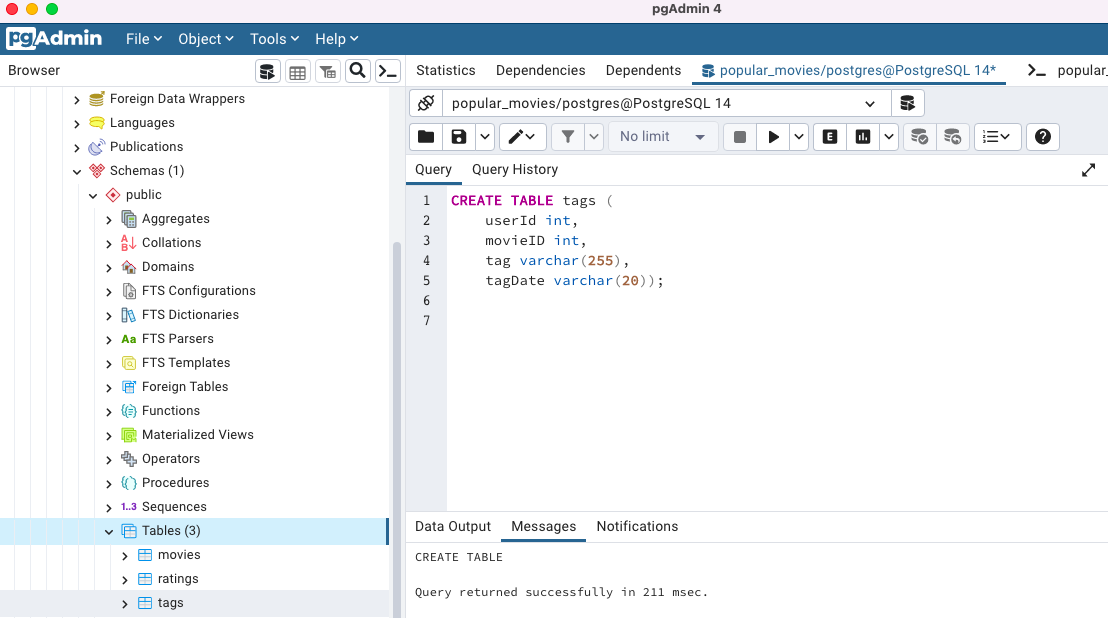 pgAdmin 4
pgAdmin File Object Tools Help
Browser
Statistics Dependencies Dependents popular_movies/postgres@PostgreSQL 14* popular
Foreign Data Wrappers
Languages
Publications
Schemas (1)
public
Aggregates
Collations
Domains
FTS Configurations
FTS Dictionaries
Aa FTS Parsers
FTS Templates
Foreign Tables
Functions
Materialized Views
Operators
Procedures
1..3 Sequences
Tables (3)
movies
ratings
tags
popular_movies/postgres@PostgreSQL 14
No limit E
Query Query History
1 CREATE TABLE tags (
2 userId int,
3 movieID int,
4 tag varchar(255),
5 tagDate varchar(20));
6
7
Data Output Messages Notifications
CREATE TABLE
Query returned successfully in 211 msec.